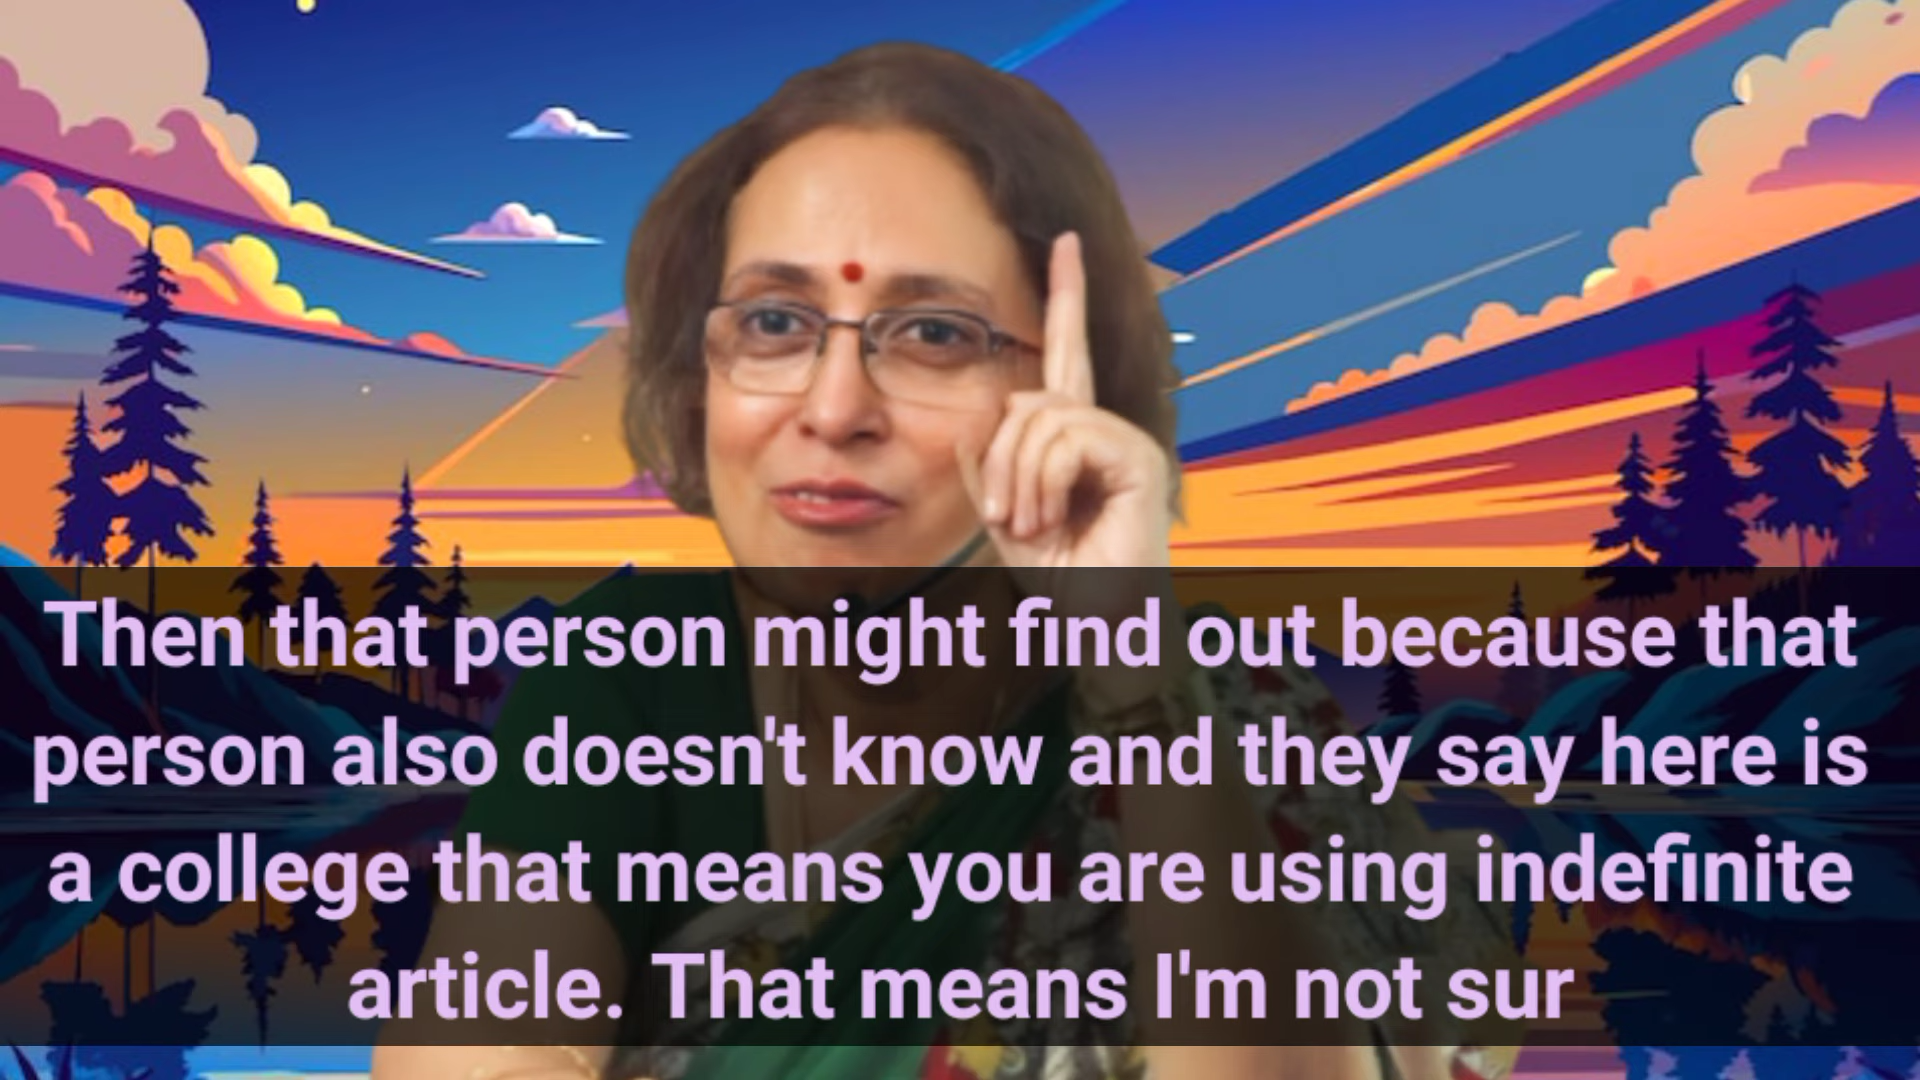 Then that person might find out because that
person also doesn't know and they say here is
a college that means you are using indefinite
article. That means I'm not sur